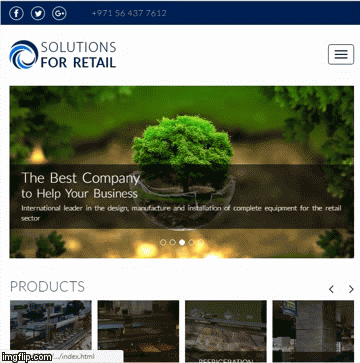 +971 56 437 7612
SOLUTIONS
FOR RETAIL
The Best Company
to Help Your Business
International leader in the design, manufacture and installation of complete equipment for the retail
sector
PRODUCTS
REFRIGERATION
.../index.html
imgflip.com